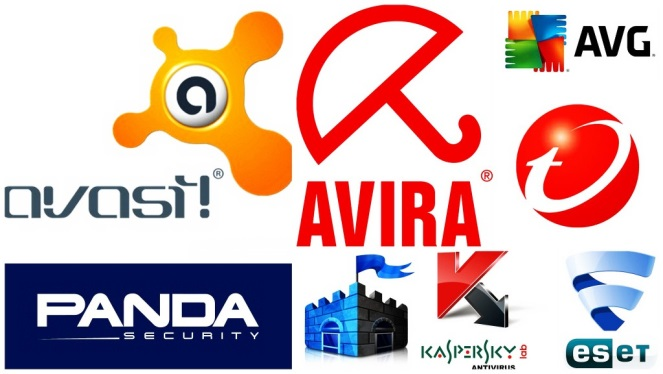 AVG
avast!®
AVIRA®
t
PANDA
SECURITY
KASPERSKY lab
ANTIVIRUS
eseT